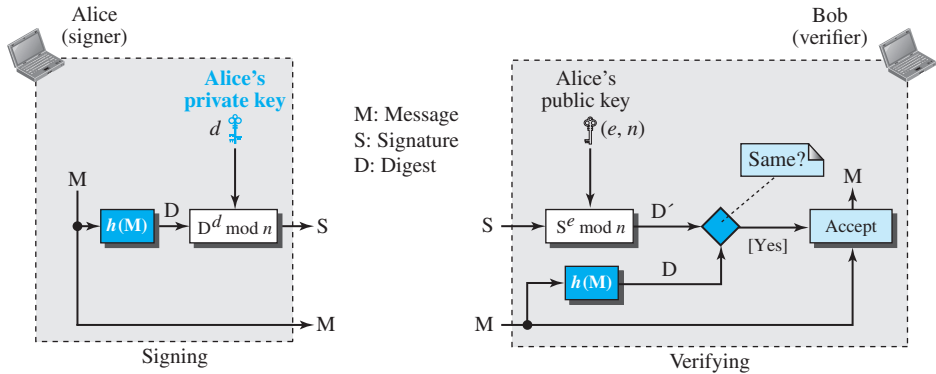 Alice
(signer)
Alice's
private key
d
M
h(M)
D
D^d mod n
S
M
Signing
M: Message
S: Signature
D: Digest
Bob
(verifier)
Alice's
public key
(e, n)
Same?
M
S
S^e mod n
D′
[Yes]
Accept
h(M)
D
M
Verifying